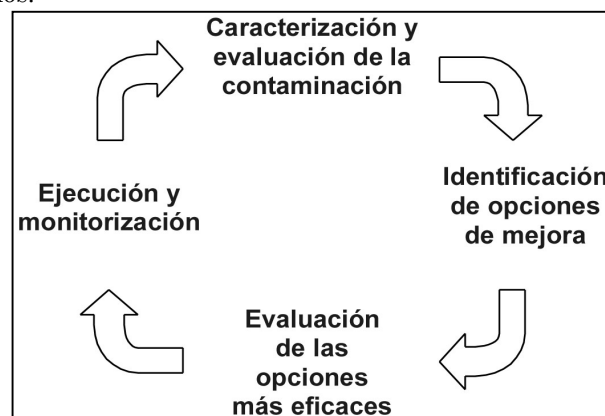 Caracterización y
evaluación de la
contaminación
Identificación
de opciones
de mejora
Evaluación
de las
opciones
más eficaces
Ejecución y
monitorización